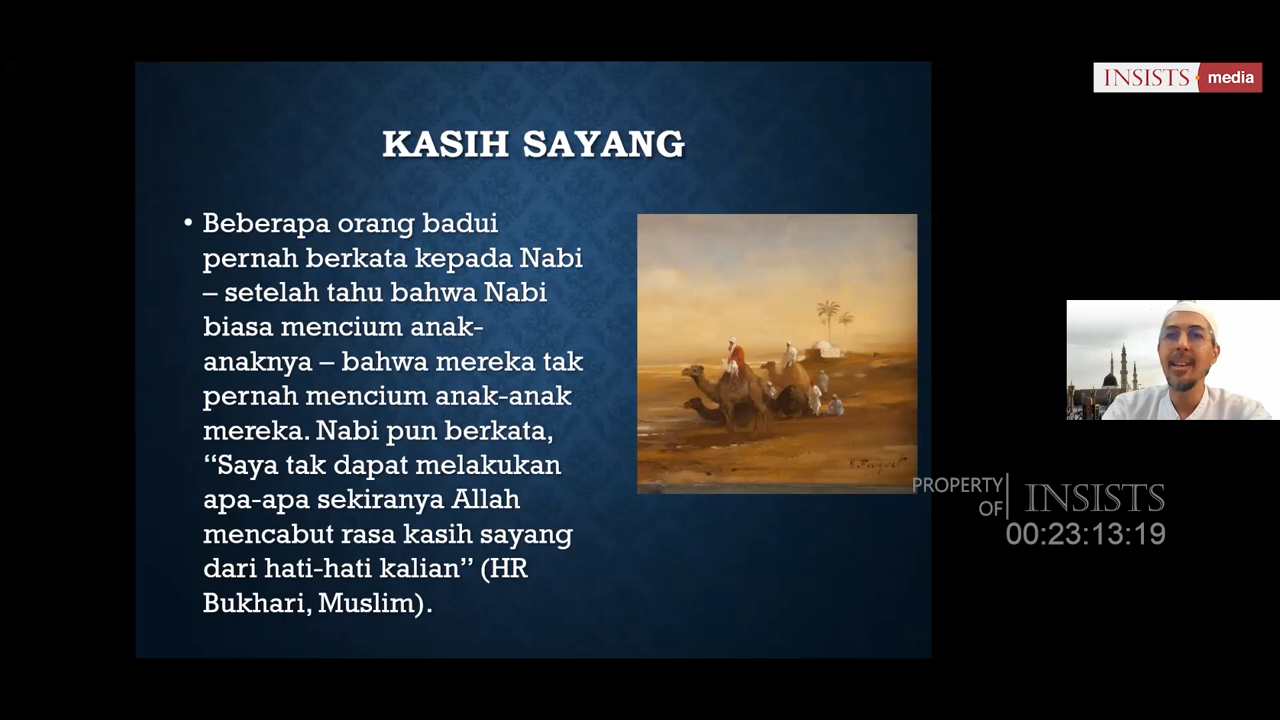 KASIH SAYANG
• Beberapa orang badui
pernah berkata kepada Nabi
– setelah tahu bahwa Nabi
biasa mencium anak-
anaknya – bahwa mereka tak
pernah mencium anak-anak
mereka. Nabi pun berkata,
“Saya tak dapat melakukan
apa-apa sekiranya Allah
mencabut rasa kasih sayang
dari hati-hati kalian” (HR
Bukhari, Muslim).
INSISTS media
PROPERTY
OF
INSISTS
00:23:13:19